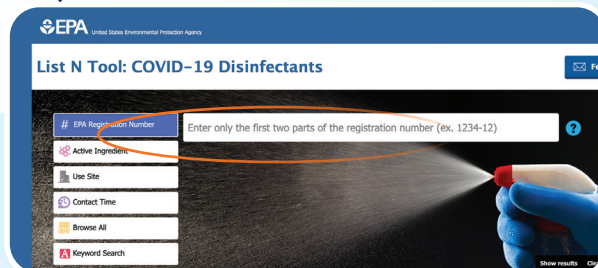 EPA United States Environmental Protection Agency
List N Tool: COVID-19 Disinfectants
# EPA Registration Number
Enter only the first two parts of the registration number (ex. 1234-12)
?
Active Ingredient
Use Site
Contact Time
Browse All
A Keyword Search
Show results